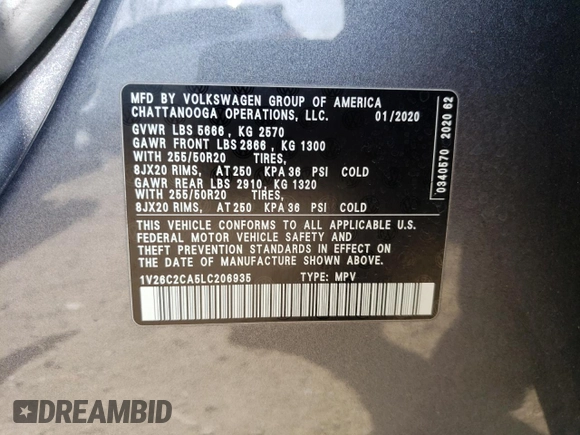 MFD BY VOLKSWAGEN GROUP OF AMERICA
CHATTANOOGA OPERATIONS, LLC. 01/2020
GVWR LBS 5666 , KG 2570
GAWR FRONT LBS 2866 , KG 1300
WITH 255/50R20 TIRES,
8JX20 RIMS, AT 250 KPA 36 PSI COLD
GAWR REAR LBS 2910, KG 1320
WITH 255/50R20 TIRES,
8JX20 RIMS, AT 250 KPA 36 PSI COLD
THIS VEHICLE CONFORMS TO ALL APPLICABLE U.S.
FEDERAL MOTOR VEHICLE SAFETY AND
THEFT PREVENTION STANDARDS IN EFFECT ON
THE DATE OF MANUFACTURE SHOWN ABOVE.
1V26C2CA5LC206935 TYPE: MPV
0340570 2020 62
DREAMBID